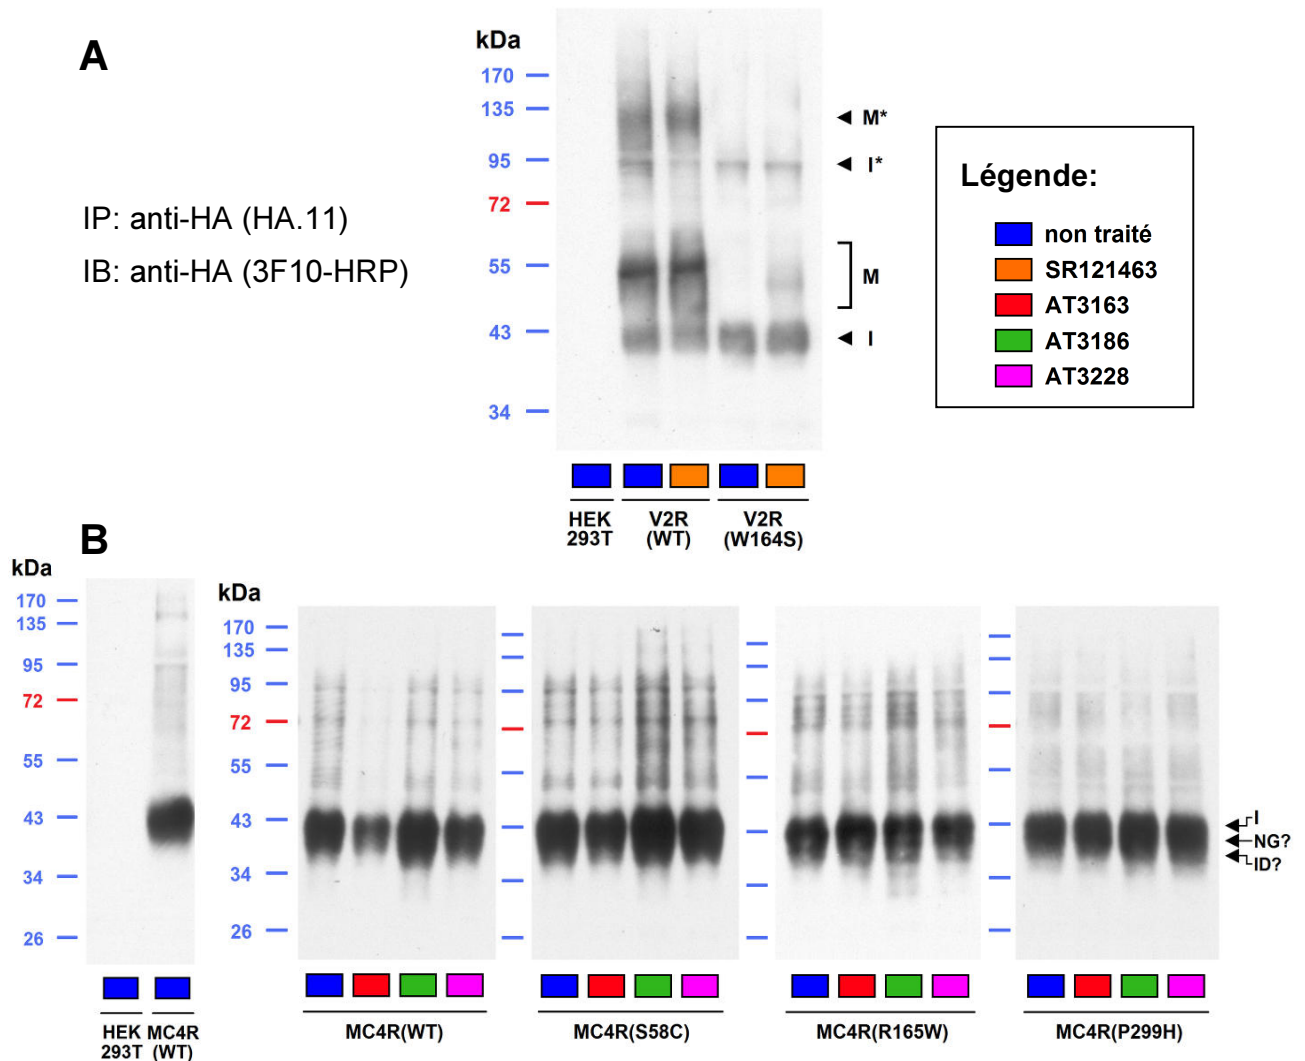 A
kDa
170
135
95
72
55
43
34
M*
I*
M
I
IP: anti-HA (HA.11)
IB: anti-HA (3F10-HRP)
Légende:
non traité
SR121463
AT3163
AT3186
AT3228
HEK
293T
V2R
(WT)
V2R
(W164S)
B
kDa
170
135
95
72
55
43
34
26
HEK
293T
MC4R
(WT)
kDa
170
135
95
72
55
43
34
26
MC4R(WT)
MC4R(S58C)
MC4R(R165W)
MC4R(P299H)
I
NG?
ID?